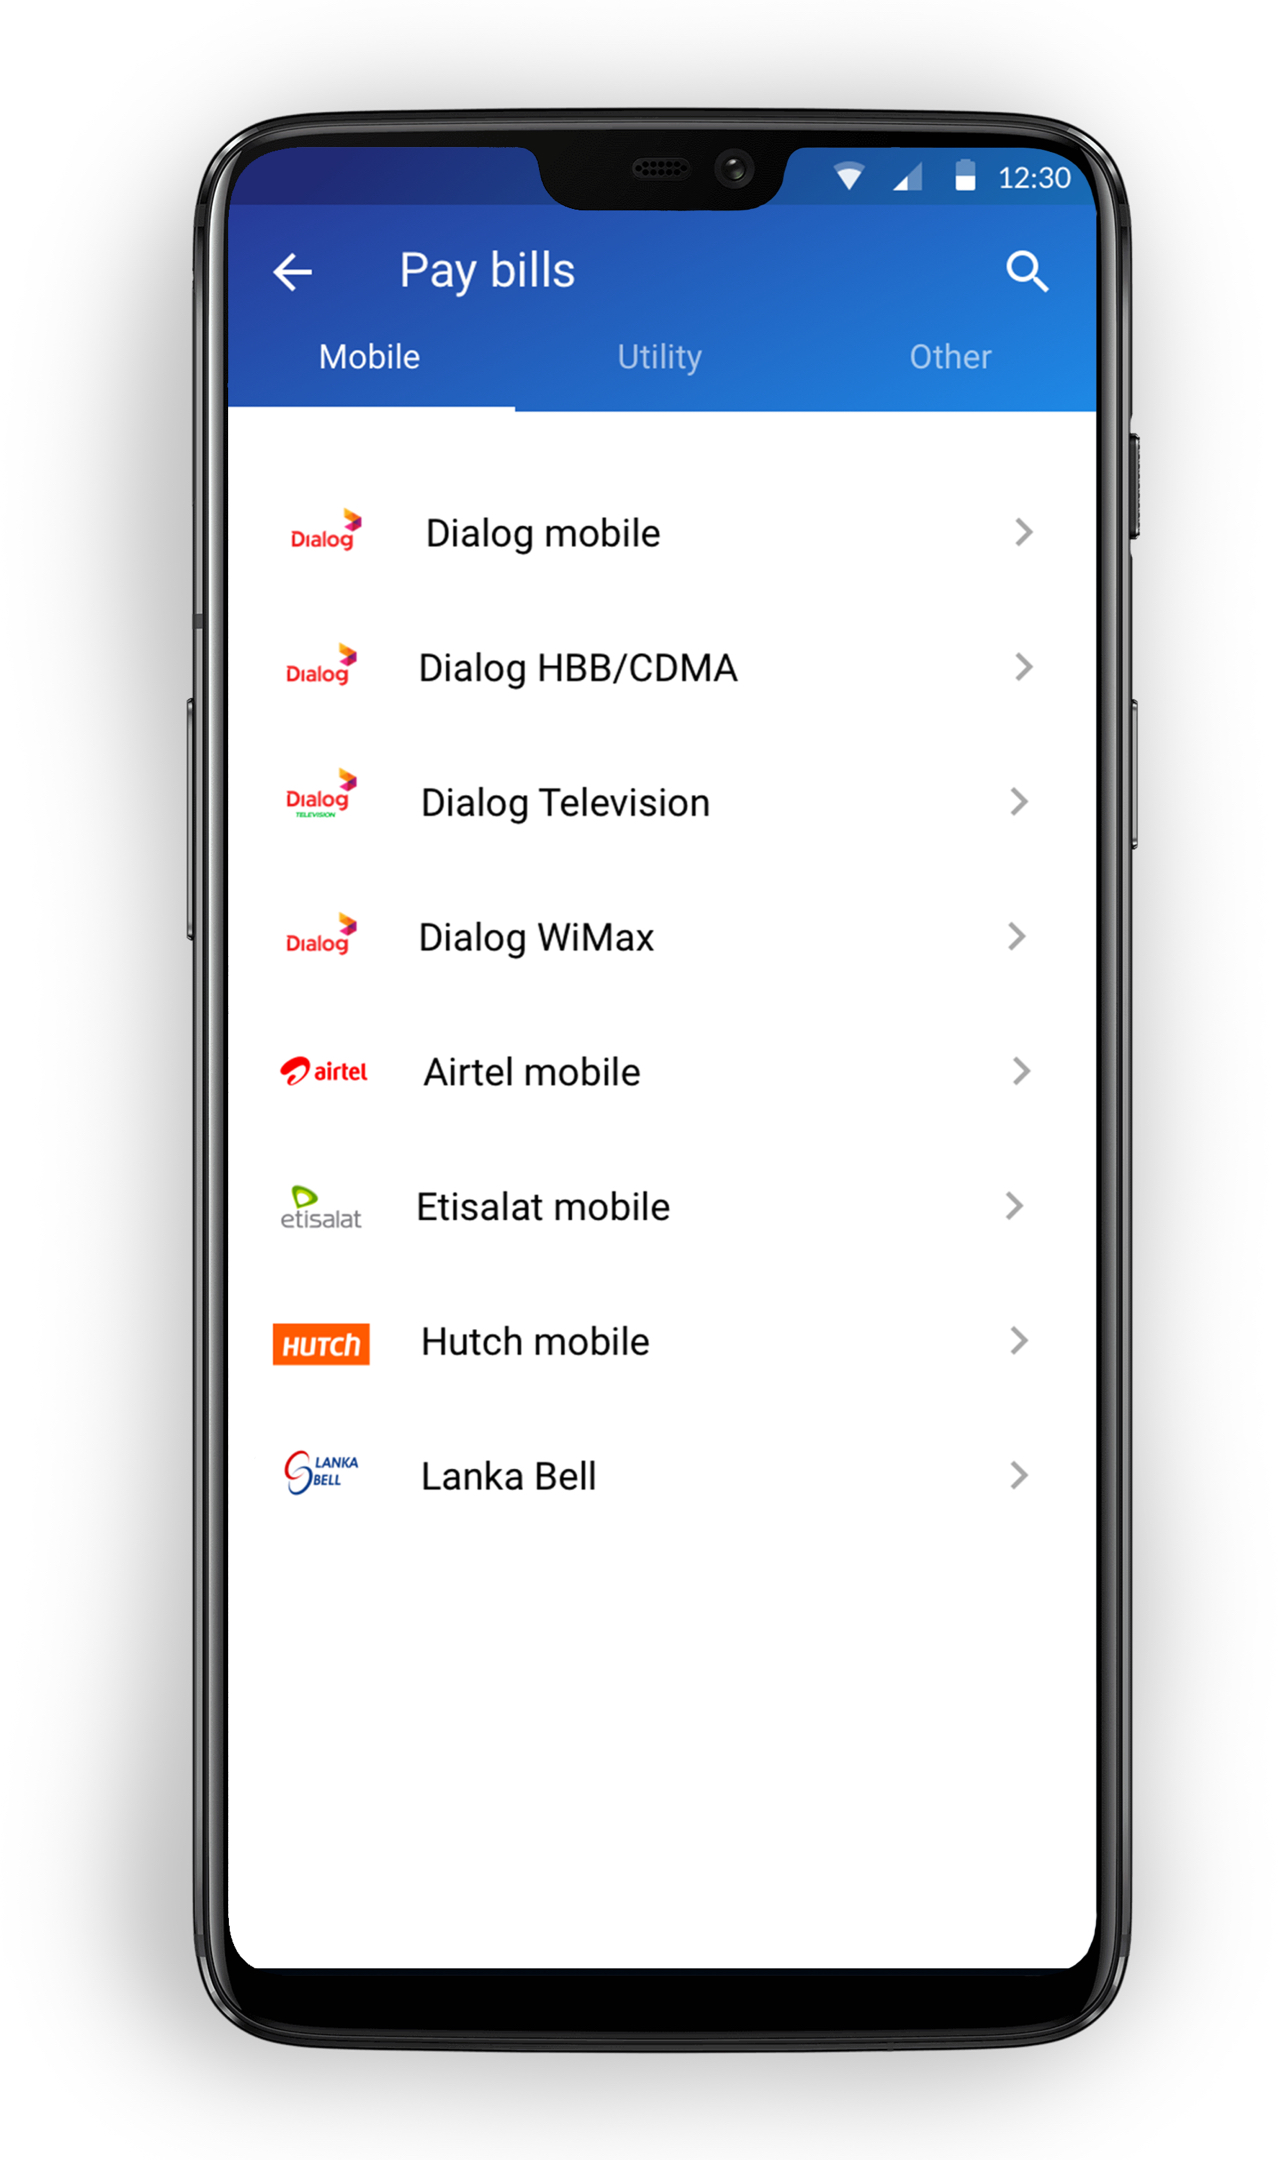 12:30
Pay bills
Mobile Utility Other
Dialog Dialog mobile
Dialog Dialog HBB/CDMA
Dialog Dialog Television
TELEVISION
Dialog Dialog WiMax
airtel Airtel mobile
etisalat Etisalat mobile
HUTCh Hutch mobile
LANKA
BELL Lanka Bell